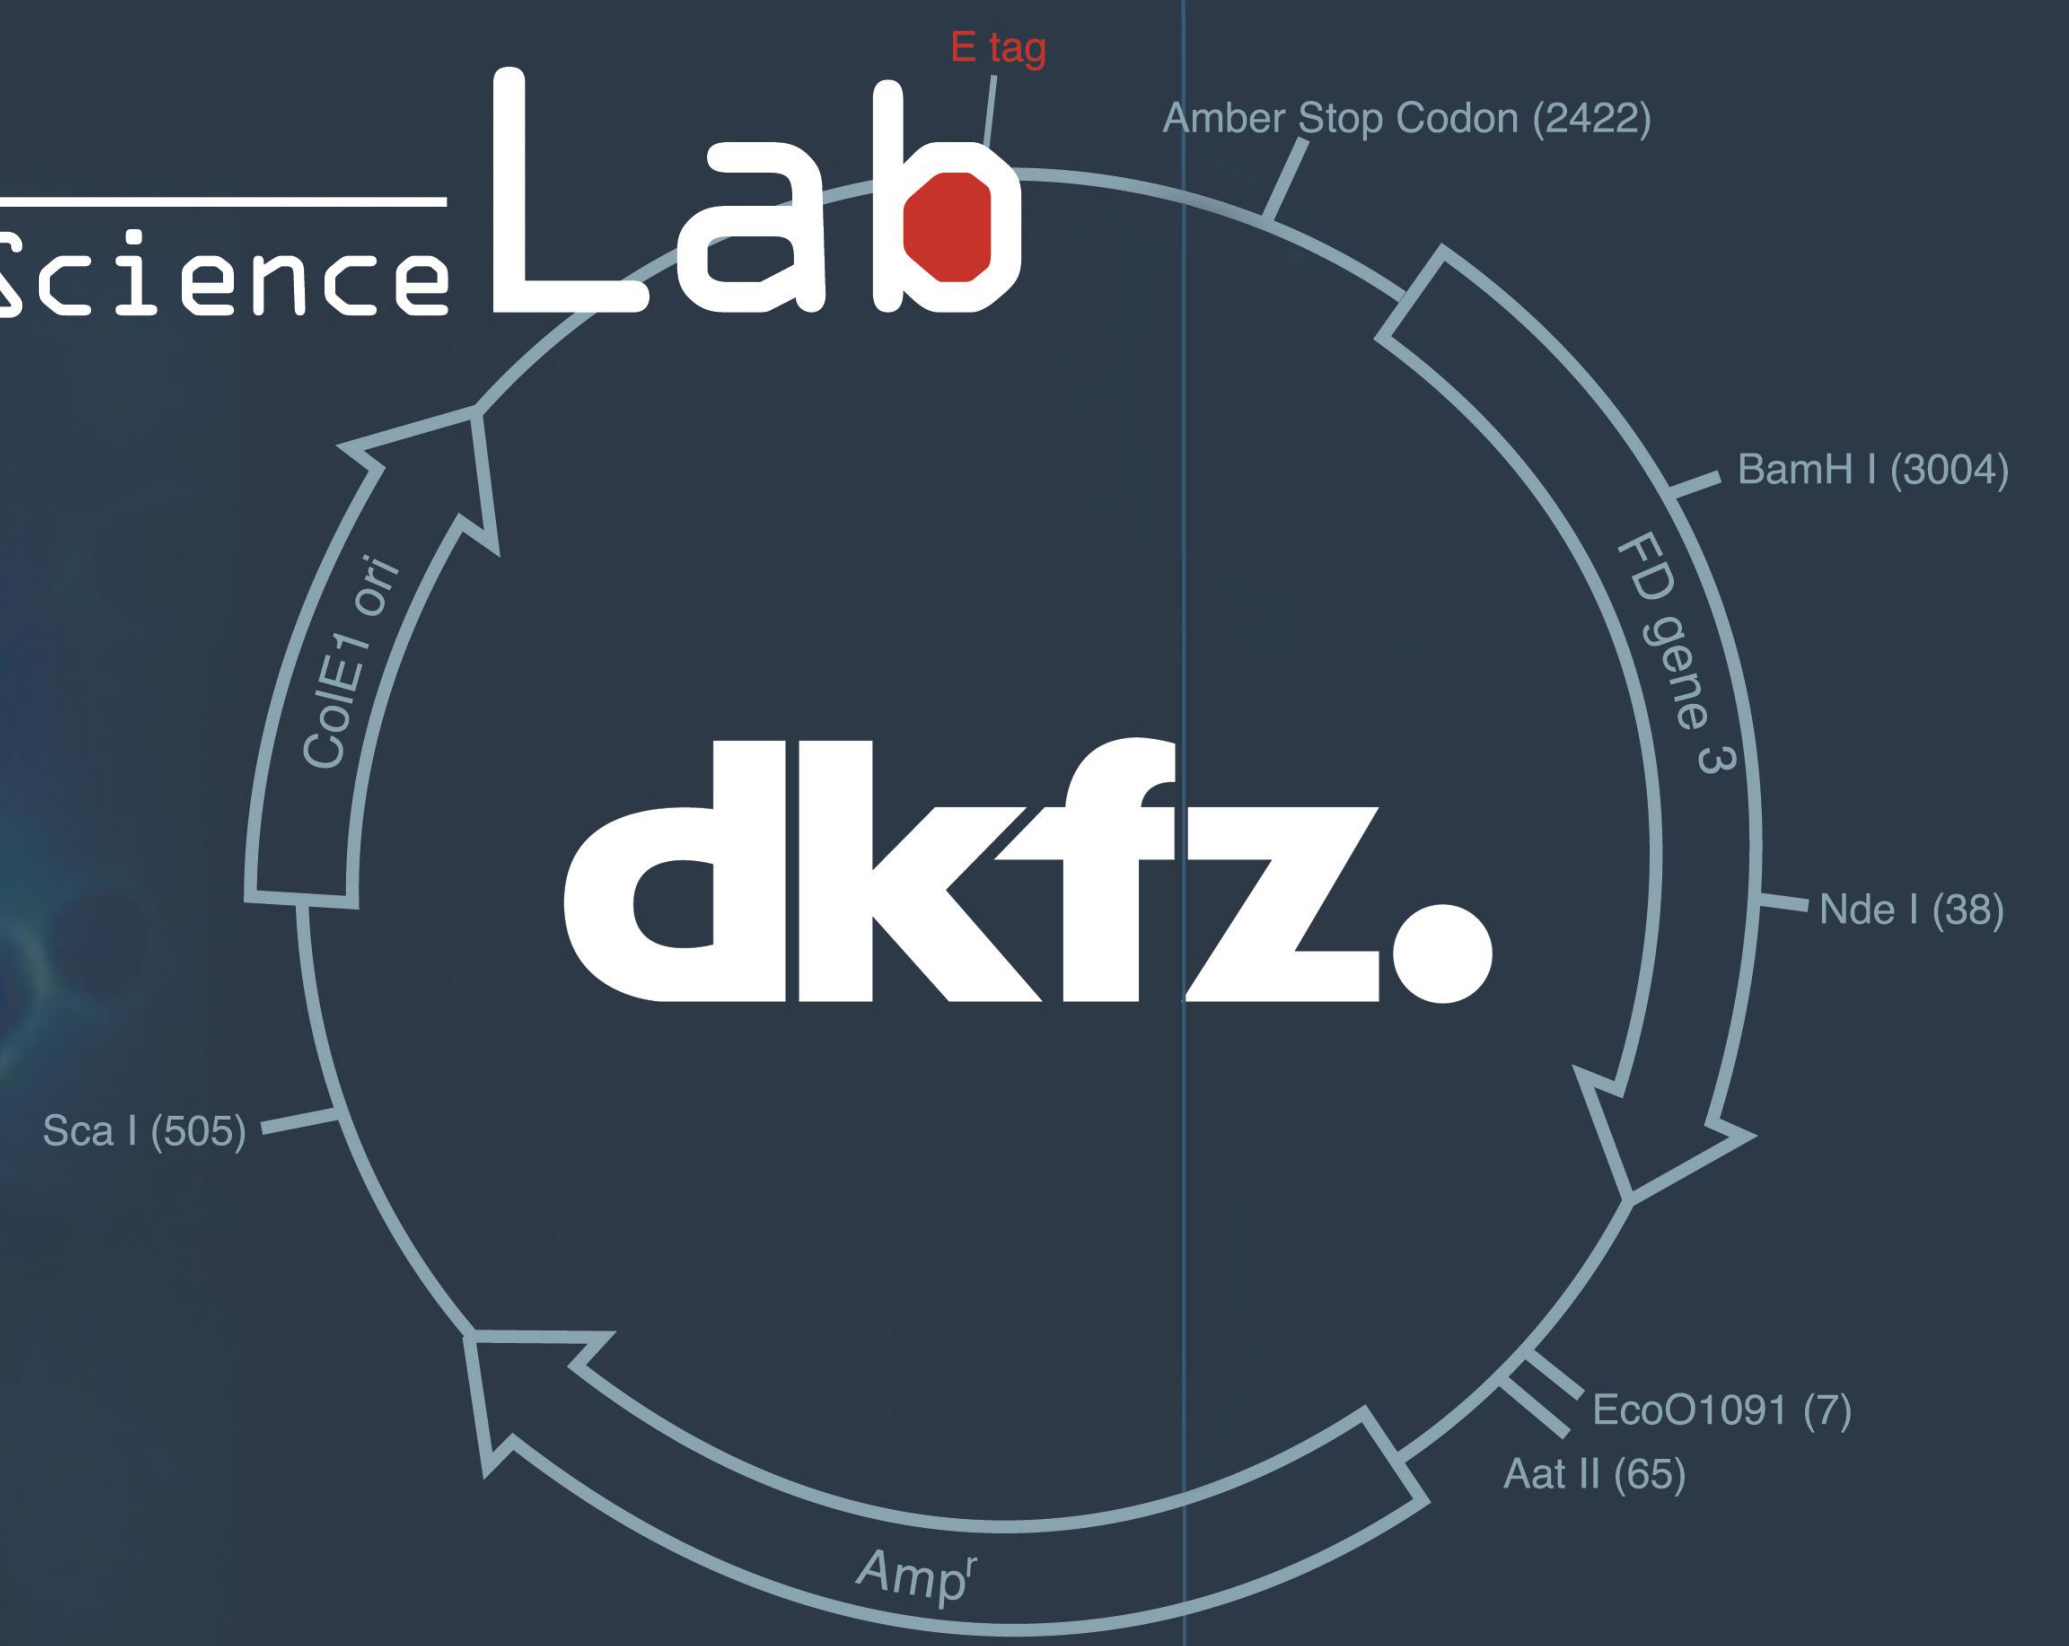 E tag
Lab
Science
Amber Stop Codon (2422)
BamH I (3004)
ColE1 ori
FD gene 3
dkfz.
Nde I (38)
Sca I (505)
EcoO1091 (7)
Aat II (65)
Ampʳ